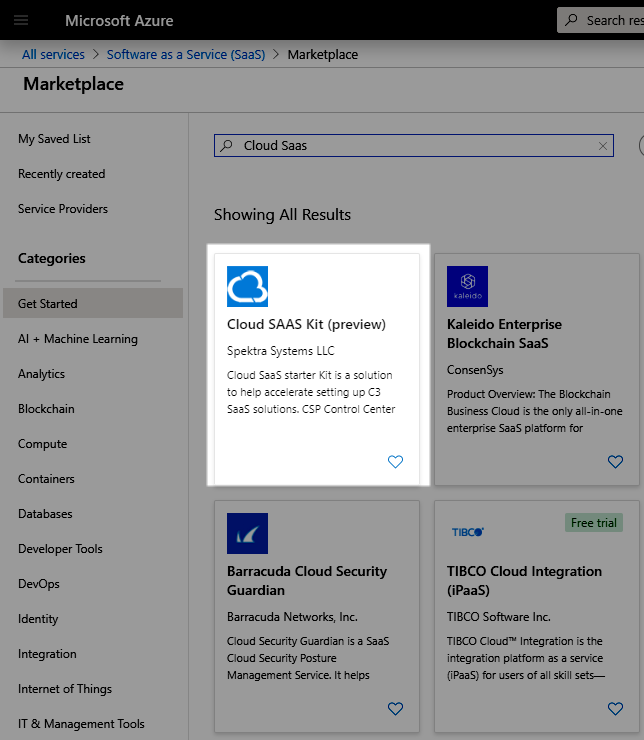 Microsoft Azure
Search res
All services > Software as a Service (SaaS) > Marketplace
Marketplace
My Saved List
Recently created
Service Providers
Categories
Get Started
AI + Machine Learning
Analytics
Blockchain
Compute
Containers
Databases
Developer Tools
DevOps
Identity
Integration
Internet of Things
IT & Management Tools
Cloud Saas
Showing All Results
Cloud SAAS Kit (preview)
Spektra Systems LLC
Cloud SaaS starter Kit is a solution
to help accelerate setting up C3
SaaS solutions. CSP Control Center
kaleido
Kaleido Enterprise
Blockchain SaaS
ConsenSys
Product Overview: The Blockchain
Business Cloud is the only all-in-one
enterprise SaaS platform for
Barracuda Cloud Security
Guardian
Barracuda Networks, Inc.
Cloud Security Guardian is a SaaS
Cloud Security Posture
Management Service. It helps
TIBCO
Free trial
TIBCO Cloud Integration
(iPaaS)
TIBCO Software Inc.
TIBCO Cloud™ Integration is the
integration platform as a service
(iPaaS) for users of all skill sets—